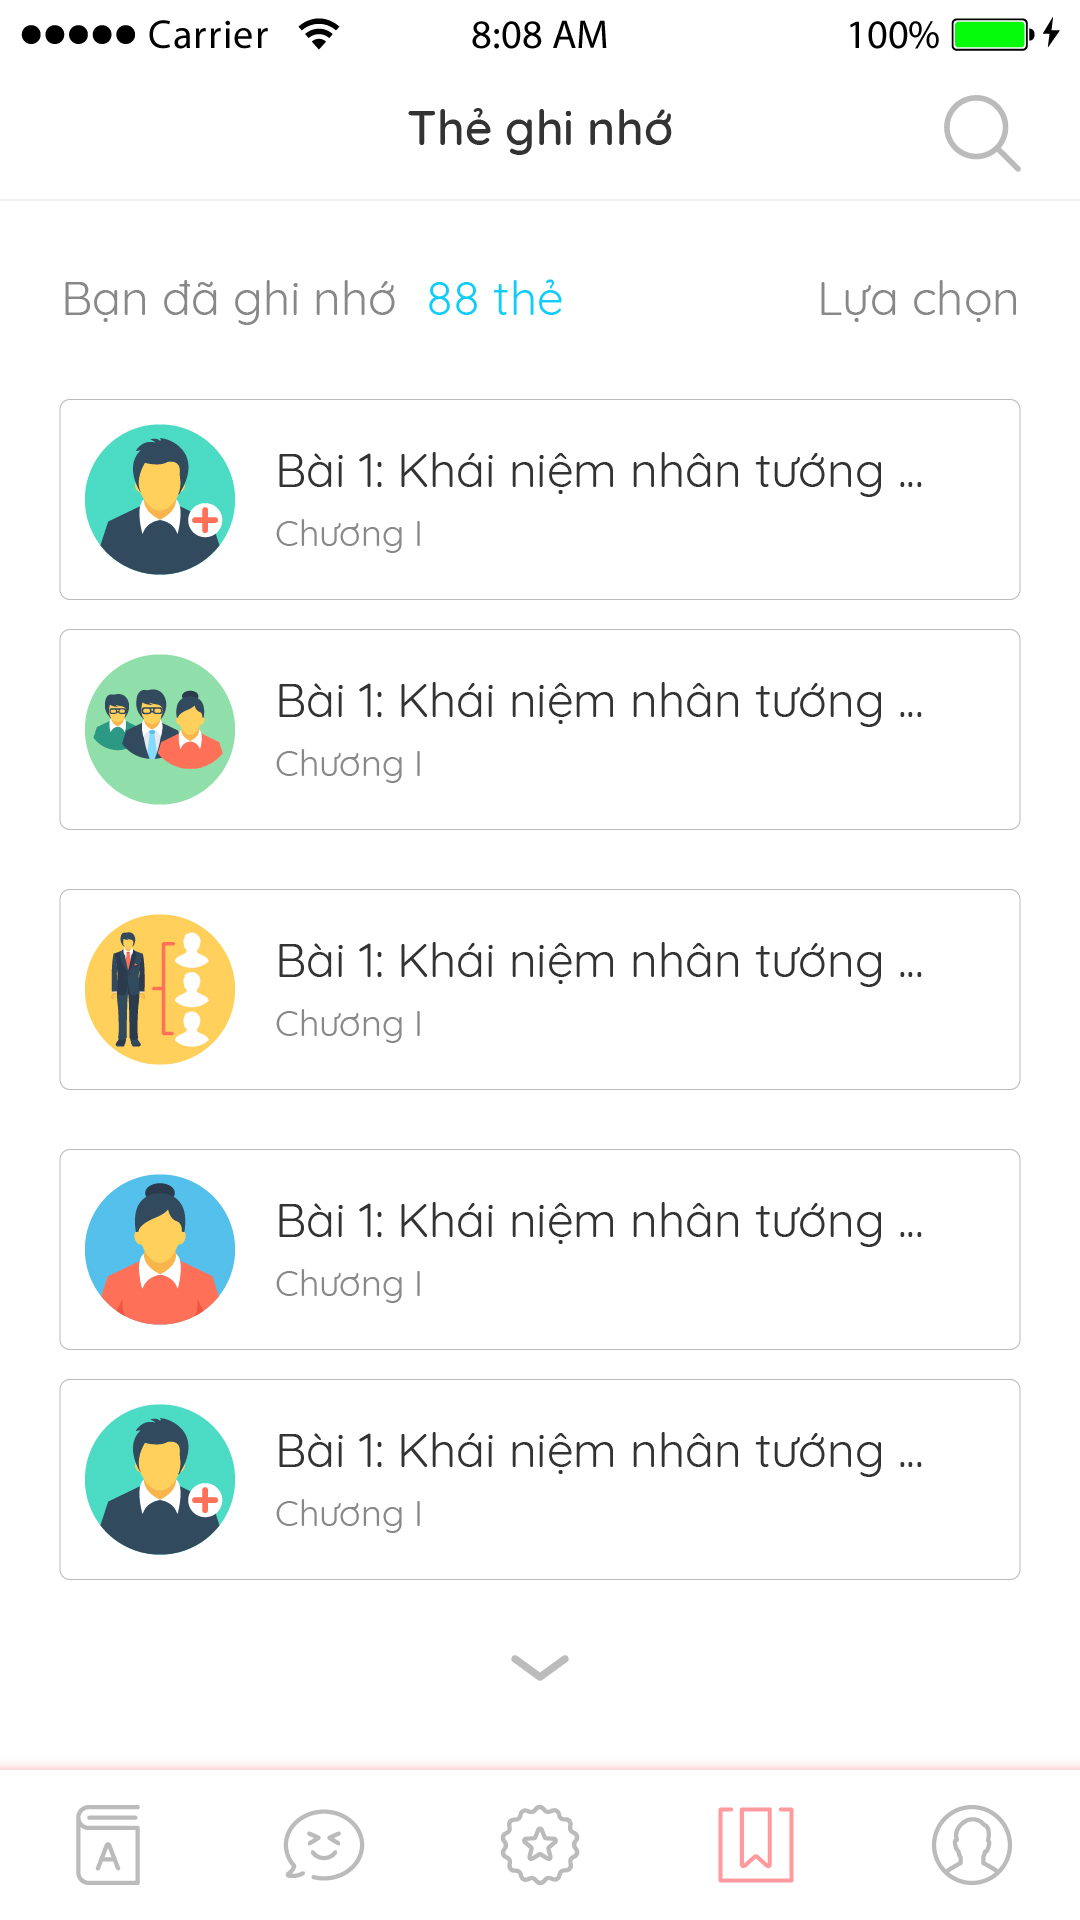 Carrier 8:08 AM 100%
Thẻ ghi nhớ
Bạn đã ghi nhớ 88 thẻ Lựa chọn
Bài 1: Khái niệm nhân tướng ...
Chương I
Bài 1: Khái niệm nhân tướng ...
Chương I
Bài 1: Khái niệm nhân tướng ...
Chương I
Bài 1: Khái niệm nhân tướng ...
Chương I
Bài 1: Khái niệm nhân tướng ...
Chương I
A